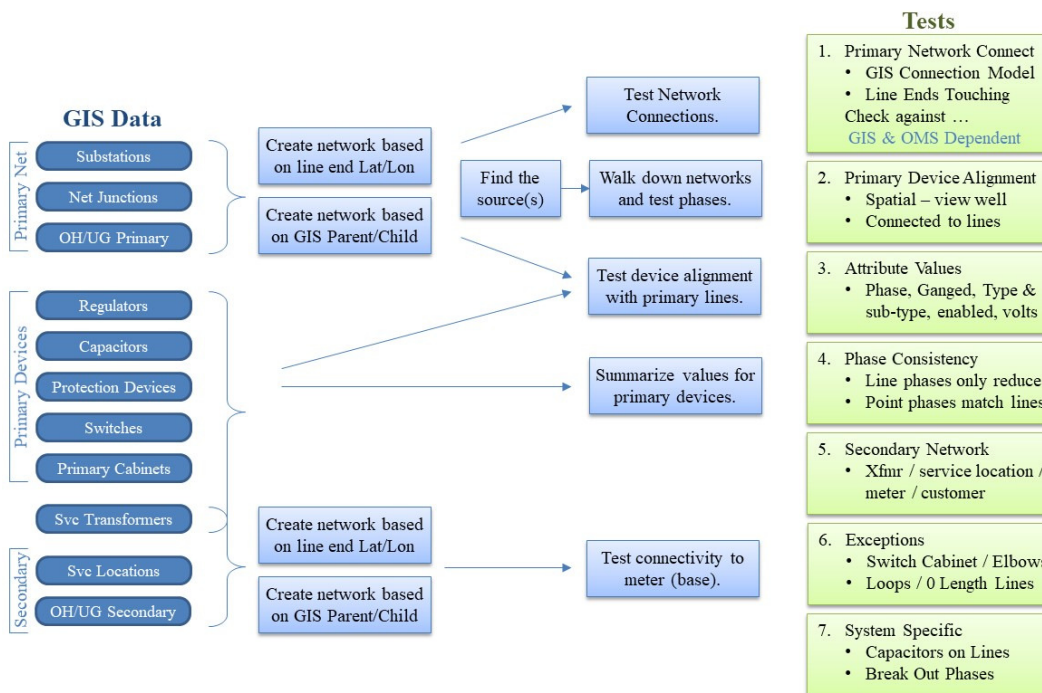 GIS Data
Primary Net
Substations
Net Junctions
OH/UG Primary
Primary Devices
Regulators
Capacitors
Protection Devices
Switches
Primary Cabinets
Svc Transformers
Secondary
Svc Locations
OH/UG Secondary
Create network based
on line end Lat/Lon
Create network based
on GIS Parent/Child
Create network based
on line end Lat/Lon
Create network based
on GIS Parent/Child
Find the
source(s)
Test Network
Connections.
Walk down networks
and test phases.
Test device alignment
with primary lines.
Summarize values for
primary devices.
Test connectivity to
meter (base).
Tests
1. Primary Network Connect
• GIS Connection Model
• Line Ends Touching
Check against …
GIS & OMS Dependent
2. Primary Device Alignment
• Spatial – view well
• Connected to lines
3. Attribute Values
• Phase, Ganged, Type &
sub-type, enabled, volts
4. Phase Consistency
• Line phases only reduce
• Point phases match lines
5. Secondary Network
• Xfmr / service location /
meter / customer
6. Exceptions
• Switch Cabinet / Elbows
• Loops / 0 Length Lines
7. System Specific
• Capacitors on Lines
• Break Out Phases